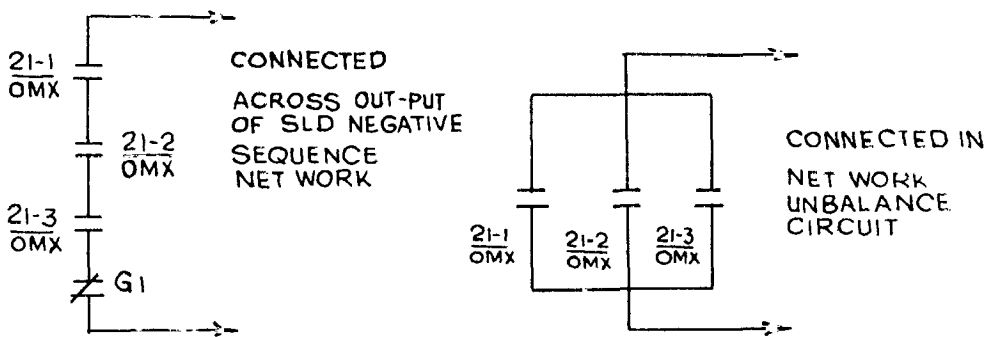 21-1
OMX
21-2
OMX
21-3
OMX
G1
CONNECTED
ACROSS OUT-PUT
OF SLD NEGATIVE
SEQUENCE
NET WORK
21-1
OMX
21-2
OMX
21-3
OMX
CONNECTED IN
NET WORK
UNBALANCE
CIRCUIT